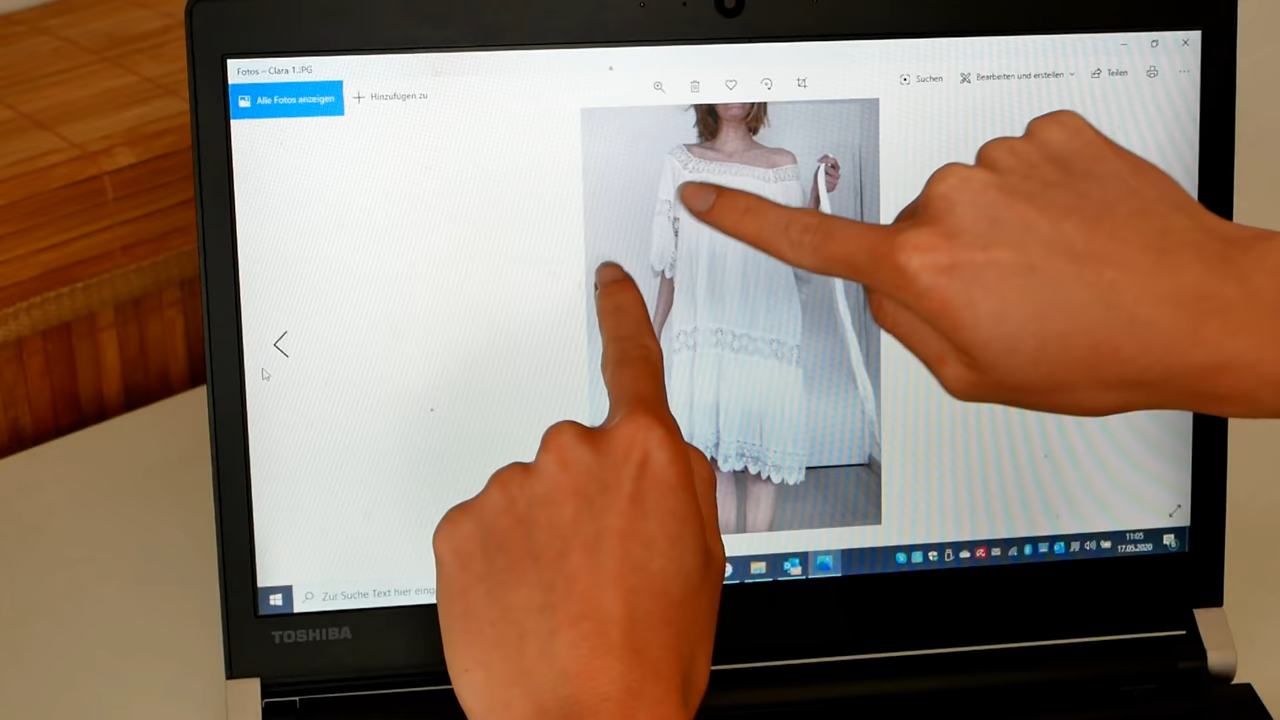 Fotos – Clara 1.JPG
Alle Fotos anzeigen
Hinzufügen zu
Suchen
Bearbeiten und erstellen
Teilen
11:05
17.05.2020
Zur Suche Text hier eing
TOSHIBA